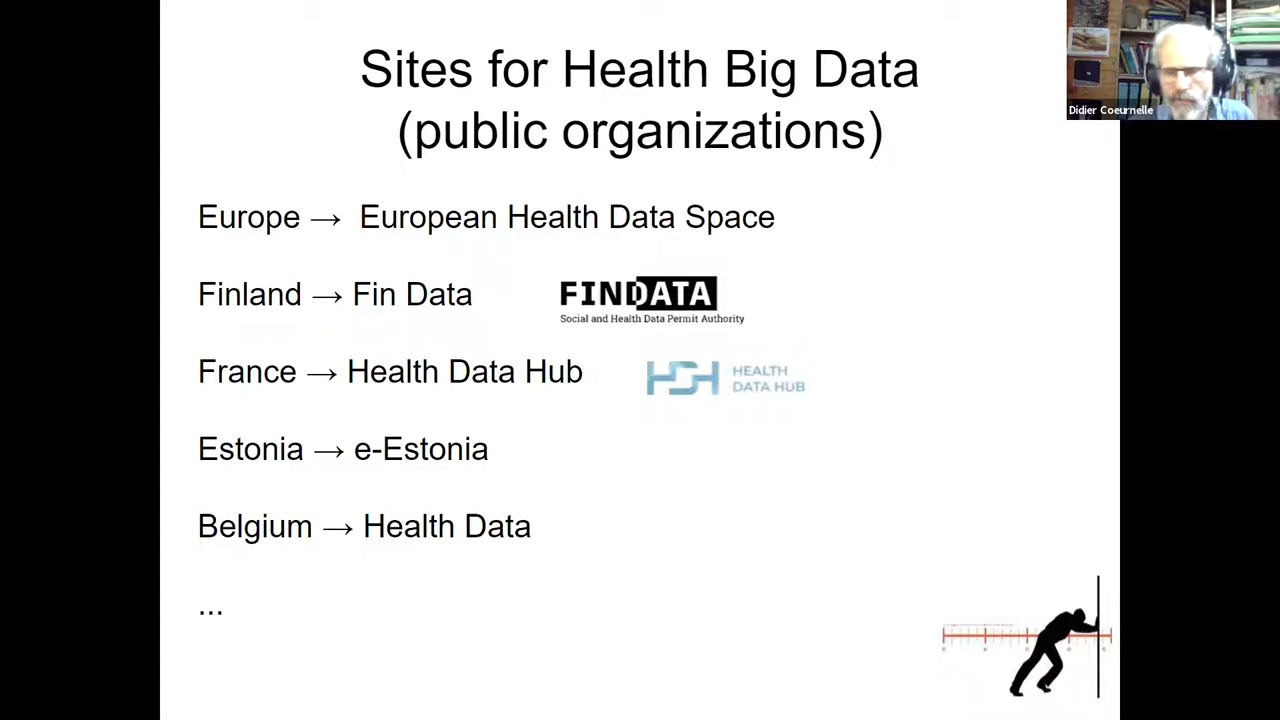 Sites for Health Big Data
(public organizations)
Didier Coeurnelle
Europe → European Health Data Space
Finland → Fin Data
FINDATA
Social and Health Data Permit Authority
France → Health Data Hub
HDH HEALTH
DATA HUB
Estonia → e-Estonia
Belgium → Health Data
...